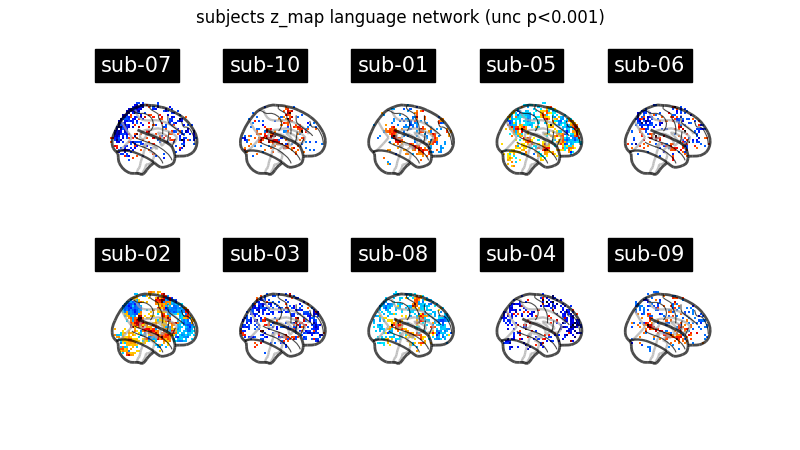 subjects z_map language network (unc p<0.001)
sub-07 sub-10 sub-01 sub-05 sub-06
sub-02 sub-03 sub-08 sub-04 sub-09